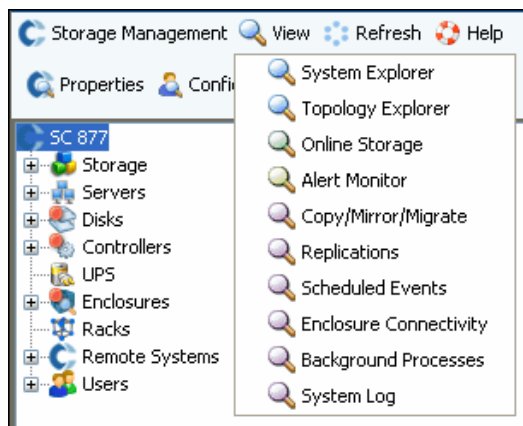 Storage Management View Refresh Help
Properties Confi
System Explorer
Topology Explorer
Online Storage
Alert Monitor
Copy/Mirror/Migrate
Replications
Scheduled Events
Enclosure Connectivity
Background Processes
System Log
SC 877
Storage
Servers
Disks
Controllers
UPS
Enclosures
Racks
Remote Systems
Users